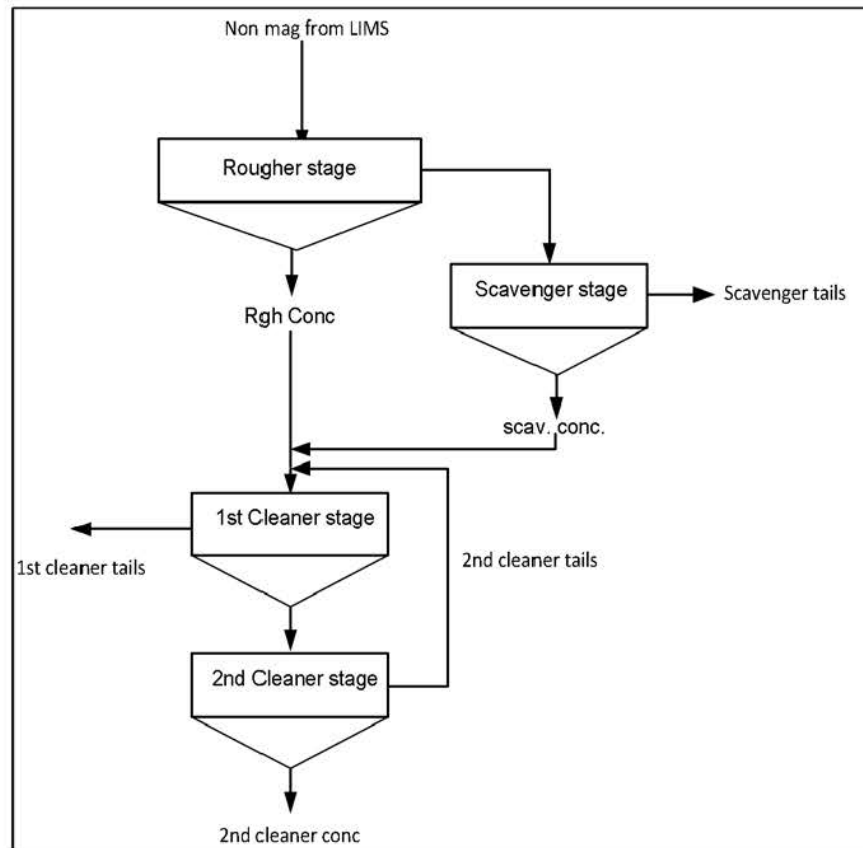 Non mag from LIMS
Rougher stage
Scavenger stage
Scavenger tails
Rgh Conc
scav. conc.
1st Cleaner stage
1st cleaner tails
2nd cleaner tails
2nd Cleaner stage
2nd cleaner conc